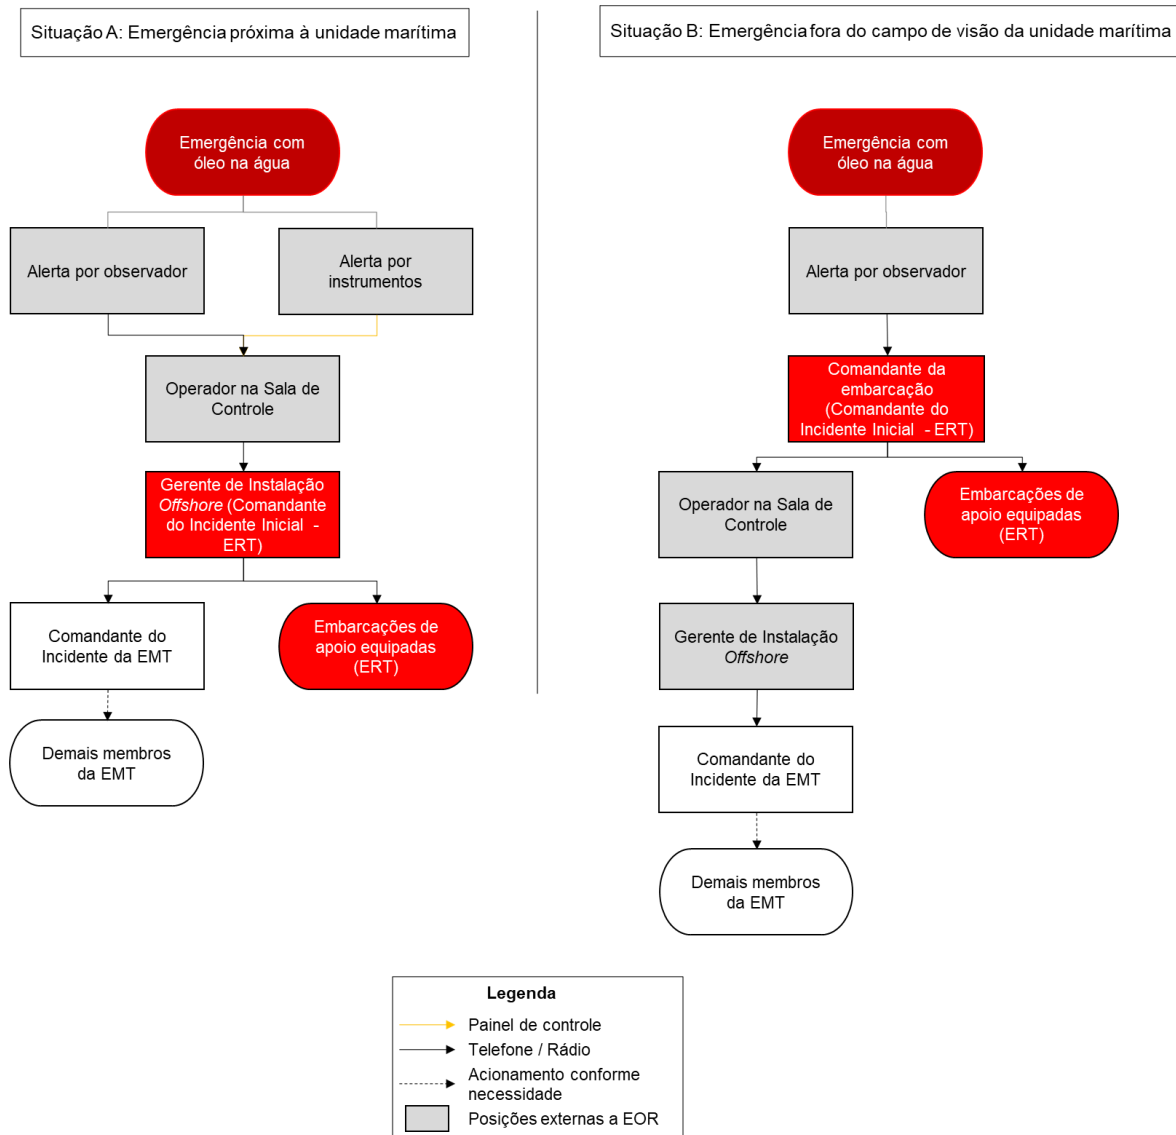 Situação A: Emergência próxima à unidade marítima
Emergência com
óleo na água
Alerta por observador
Alerta por
instrumentos
Operador na Sala de
Controle
Gerente de Instalação
Offshore (Comandante
do Incidente Inicial -
ERT)
Comandante do
Incidente da EMT
Embarcações de
apoio equipadas
(ERT)
Demais membros
da EMT
Situação B: Emergência fora do campo de visão da unidade marítima
Emergência com
óleo na água
Alerta por observador
Comandante da
embarcação
(Comandante do
Incidente Inicial - ERT)
Operador na Sala de
Controle
Embarcações de
apoio equipadas
(ERT)
Gerente de Instalação
Offshore
Comandante do
Incidente da EMT
Demais membros
da EMT
Legenda
Painel de controle
Telefone / Rádio
Acionamento conforme
necessidade
Posições externas a EOR